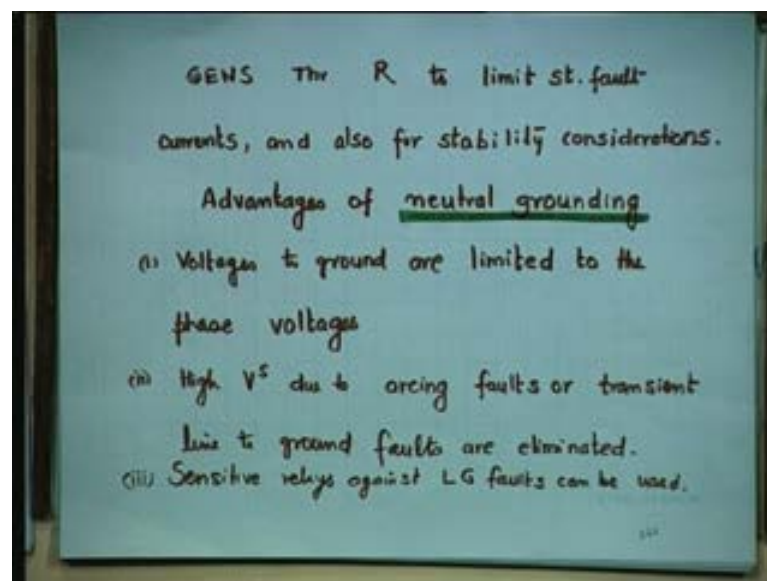 GENS Thr R to limit st. fault
currents, and also for stability considerations.
Advantages of neutral grounding
(i) Voltages to ground are limited to the
phase voltages
(ii) High Vs due to arcing faults or transient
line to ground faults are eliminated.
(iii) Sensitive relays against LG faults can be used.